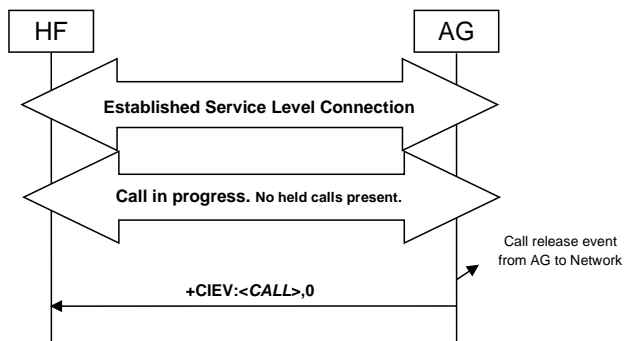 HF
AG
Established Service Level Connection
Call in progress. No held calls present.
Call release event
from AG to Network
+CIEV:<CALL>,0